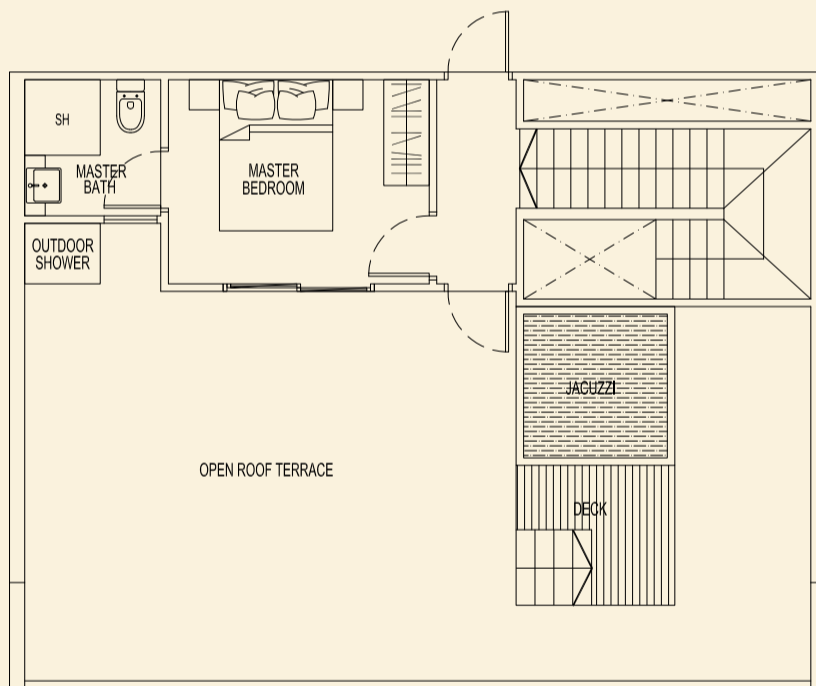 SH
MASTER
BATH
MASTER
BEDROOM
OUTDOOR
SHOWER
JACUZZI
OPEN ROOF TERRACE
DECK